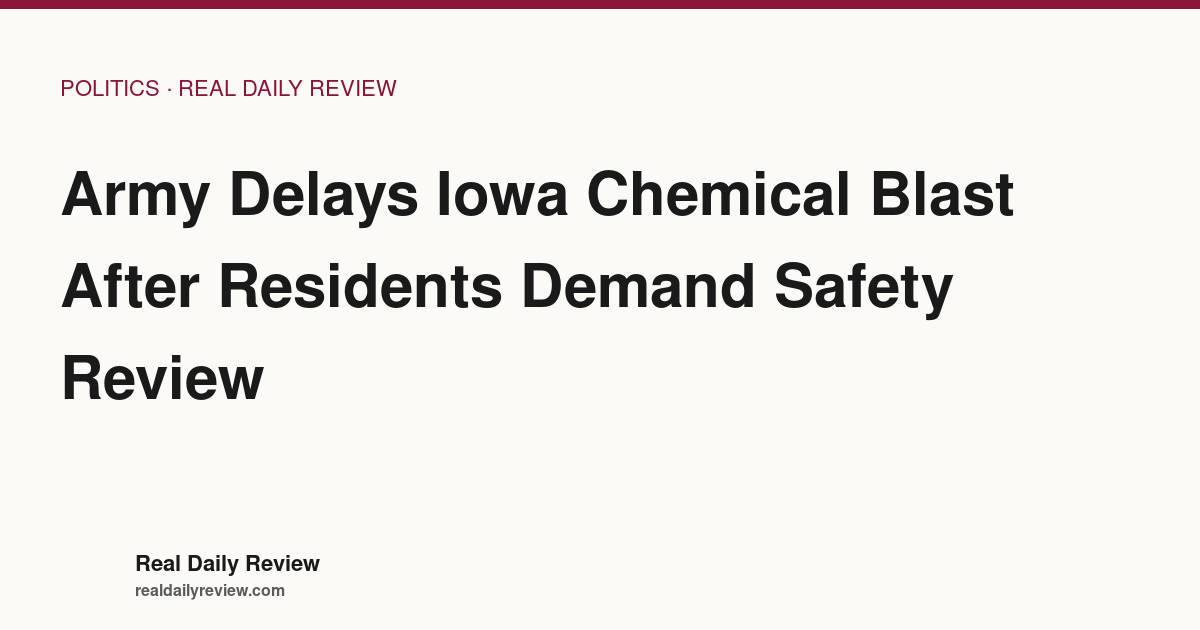 POLITICS · REAL DAILY REVIEW
Army Delays Iowa Chemical Blast
After Residents Demand Safety
Review
Real Daily Review
realdailyreview.com